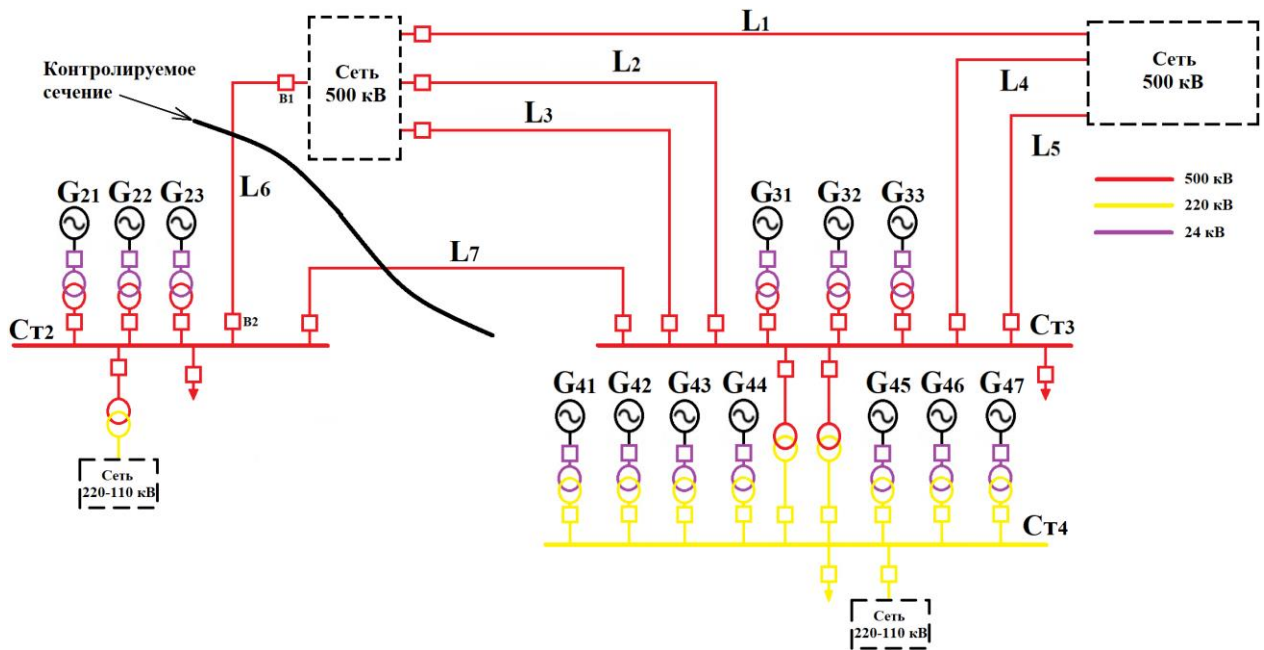 L1
Сеть
500 кВ
Контролируемое
сечение
В1
L2
L3
L4
L5
Сеть
500 кВ
500 кВ
220 кВ
24 кВ
L6
G21
G22
G23
L7
G31
G32
G33
Ст2
В2
Ст3
G41
G42
G43
G44
G45
G46
G47
Сеть
220-110 кВ
Ст4
Сеть
220-110 кВ